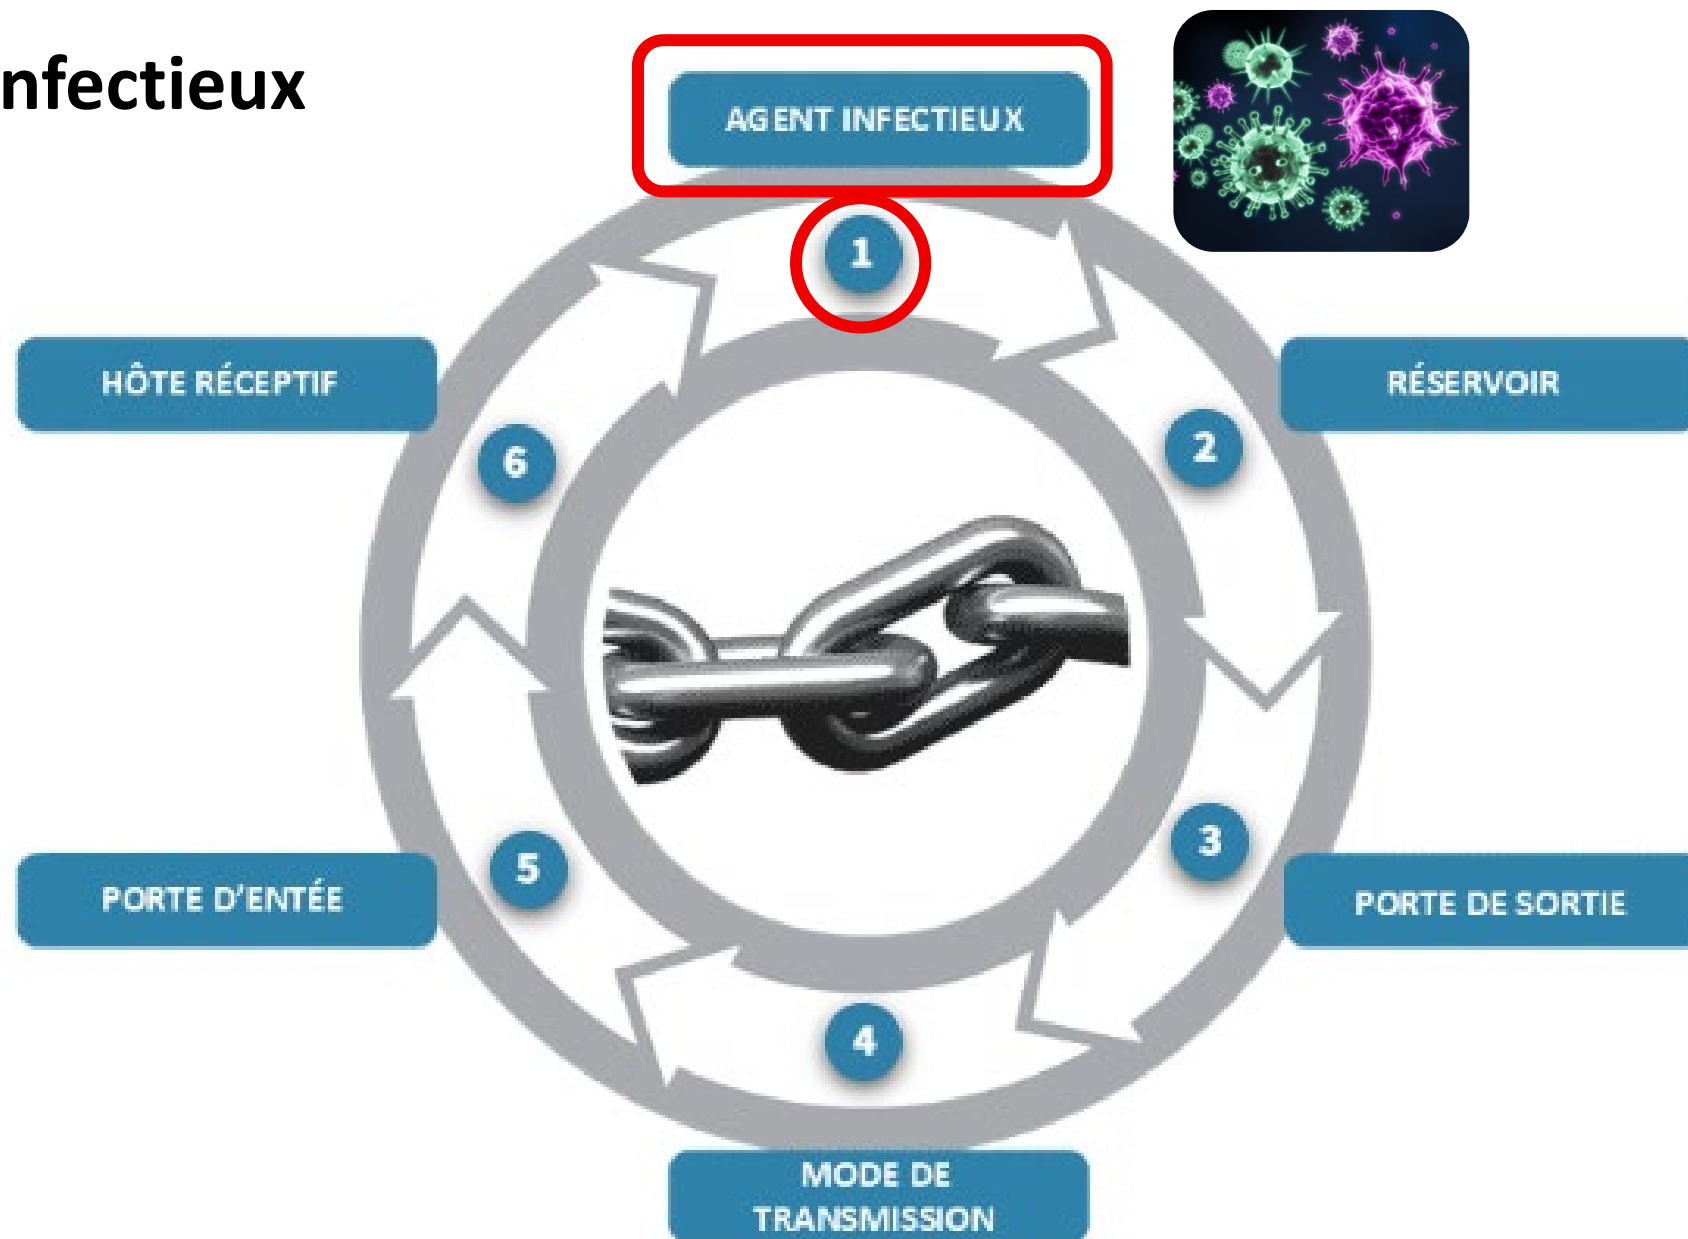 nfectieux
AGENT INFECTIEUX
1
HÔTE RÉCEPTIF
RÉSERVOIR
2
6
3
5
PORTE D'ENTÉE
PORTE DE SORTIE
4
MODE DE
TRANSMISSION